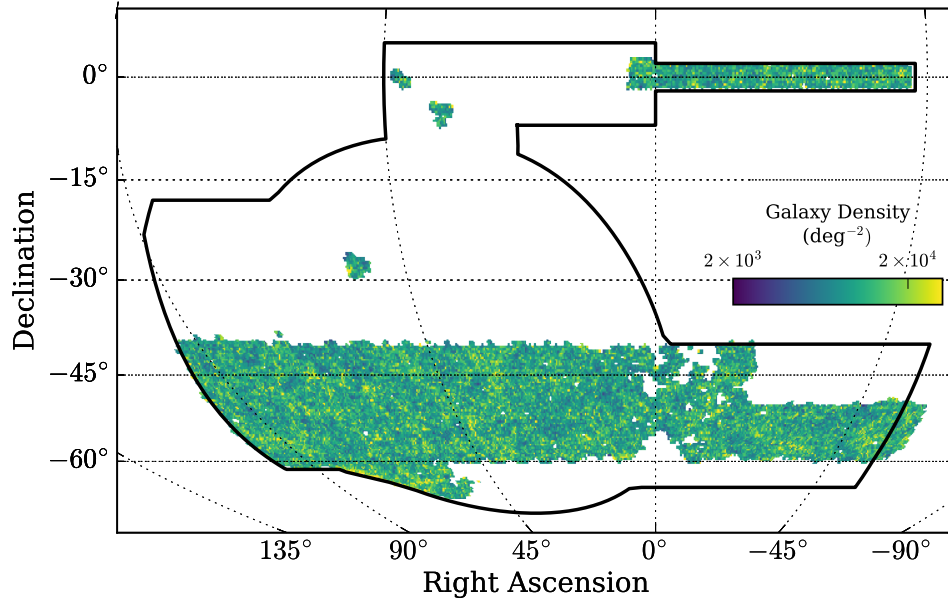 0°
−15°
−30°
−45°
−60°
Declination
Galaxy Density
(deg⁻²)
2 × 10³
2 × 10⁴
135°
90°
45°
0°
−45°
−90°
Right Ascension